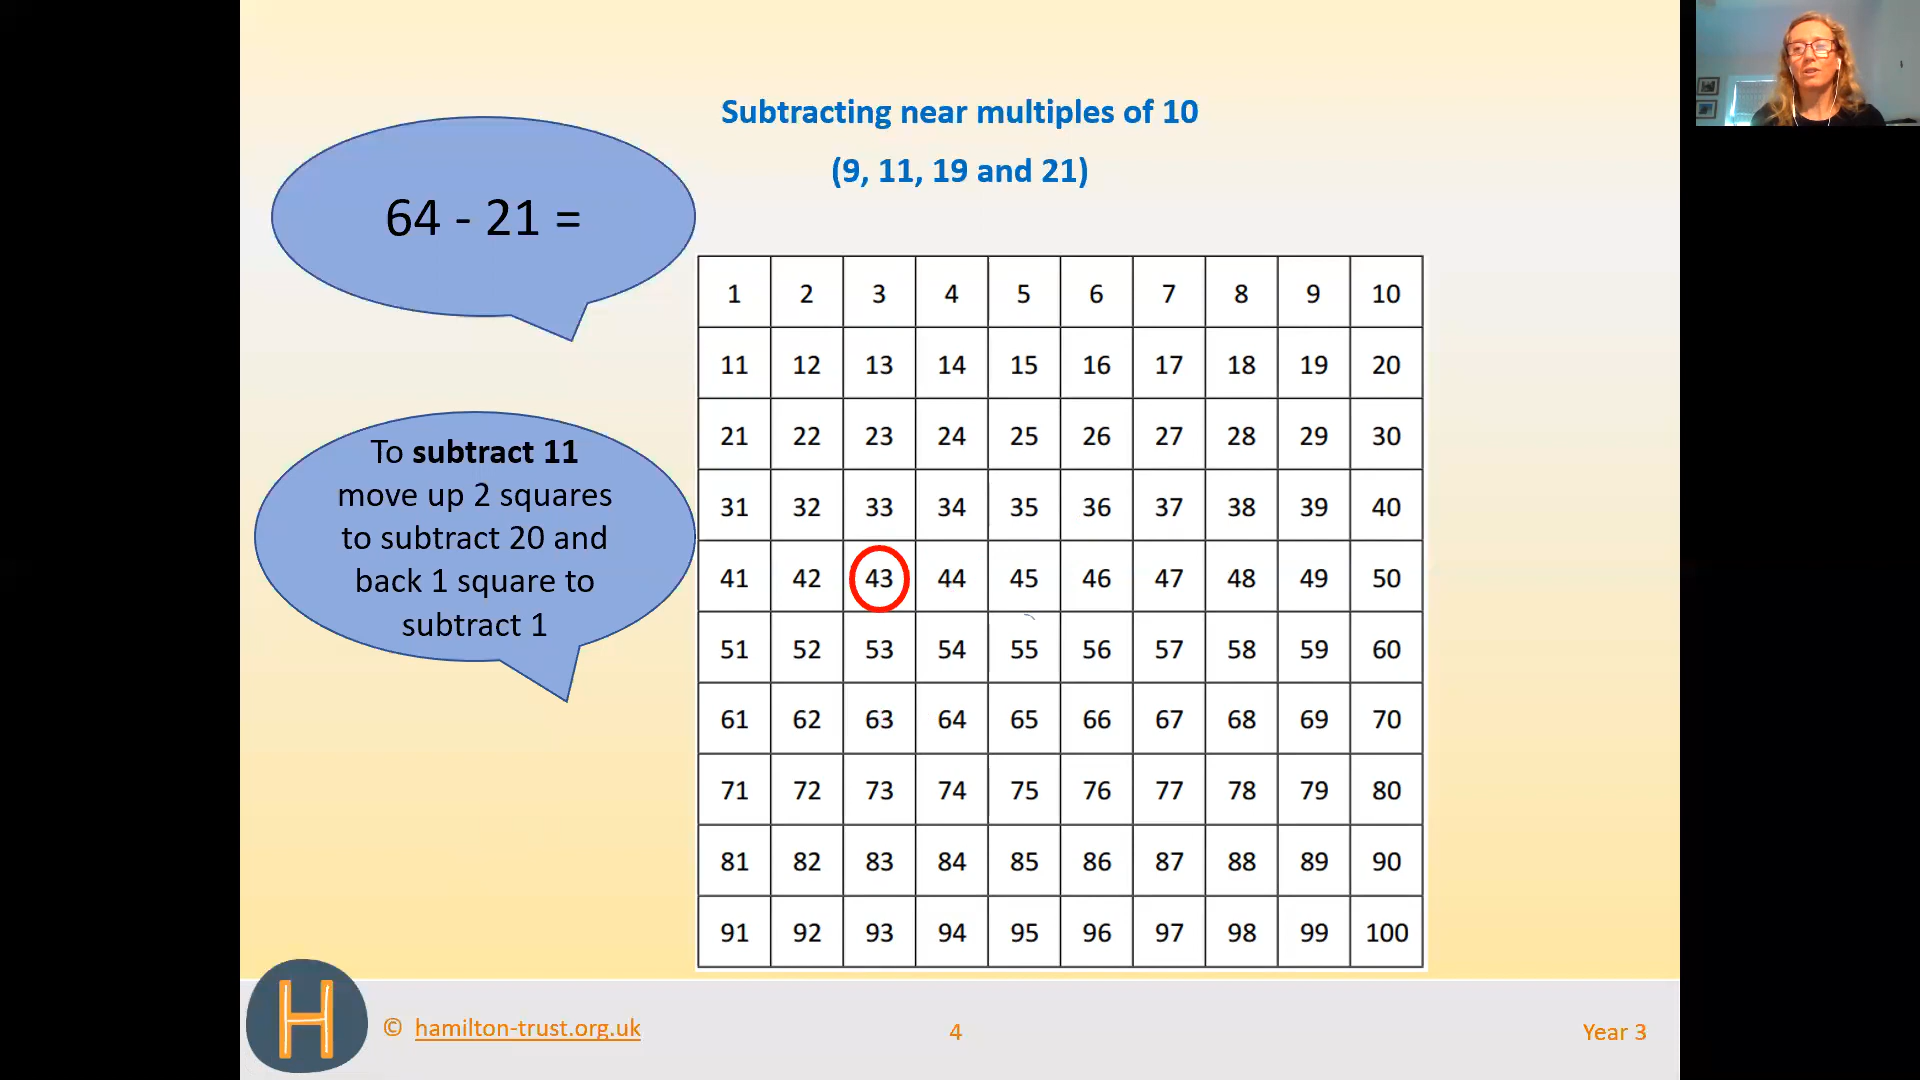 Subtracting near multiples of 10
(9, 11, 19 and 21)
64 - 21 =
To subtract 11
move up 2 squares
to subtract 20 and
back 1 square to
subtract 1
1 2 3 4 5 6 7 8 9 10
11 12 13 14 15 16 17 18 19 20
21 22 23 24 25 26 27 28 29 30
31 32 33 34 35 36 37 38 39 40
41 42 43 44 45 46 47 48 49 50
51 52 53 54 55 56 57 58 59 60
61 62 63 64 65 66 67 68 69 70
71 72 73 74 75 76 77 78 79 80
81 82 83 84 85 86 87 88 89 90
91 92 93 94 95 96 97 98 99 100
H
© hamilton-trust.org.uk
4
Year 3